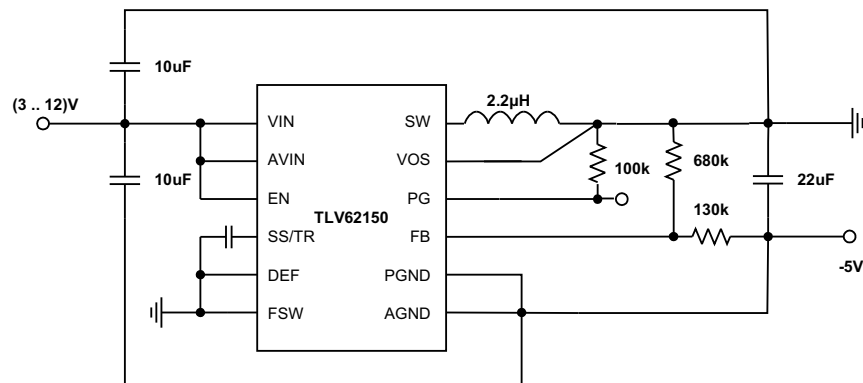 10uF
(3 .. 12)V
10uF
VIN
AVIN
EN
SS/TR
DEF
FSW
TLV62150
SW
VOS
PG
FB
PGND
AGND
2.2µH
100k
680k
130k
22uF
-5V